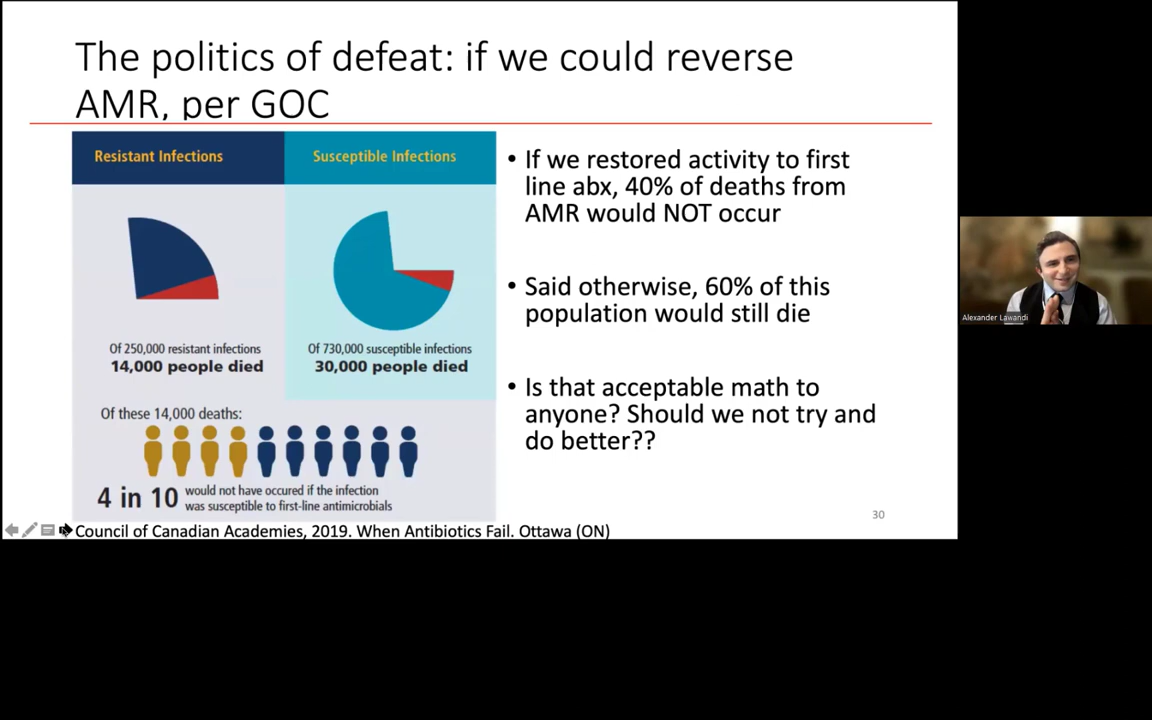 The politics of defeat: if we could reverse
AMR, per GOC
Resistant Infections
Susceptible Infections
Of 250,000 resistant infections
14,000 people died
Of 730,000 susceptible infections
30,000 people died
Of these 14,000 deaths:
4 in 10
would not have occured if the infection
was susceptible to first-line antimicrobials
• If we restored activity to first
line abx, 40% of deaths from
AMR would NOT occur
• Said otherwise, 60% of this
population would still die
• Is that acceptable math to
anyone? Should we not try and
do better??
30
Council of Canadian Academies, 2019. When Antibiotics Fail. Ottawa (ON)
Alexander Lawandi